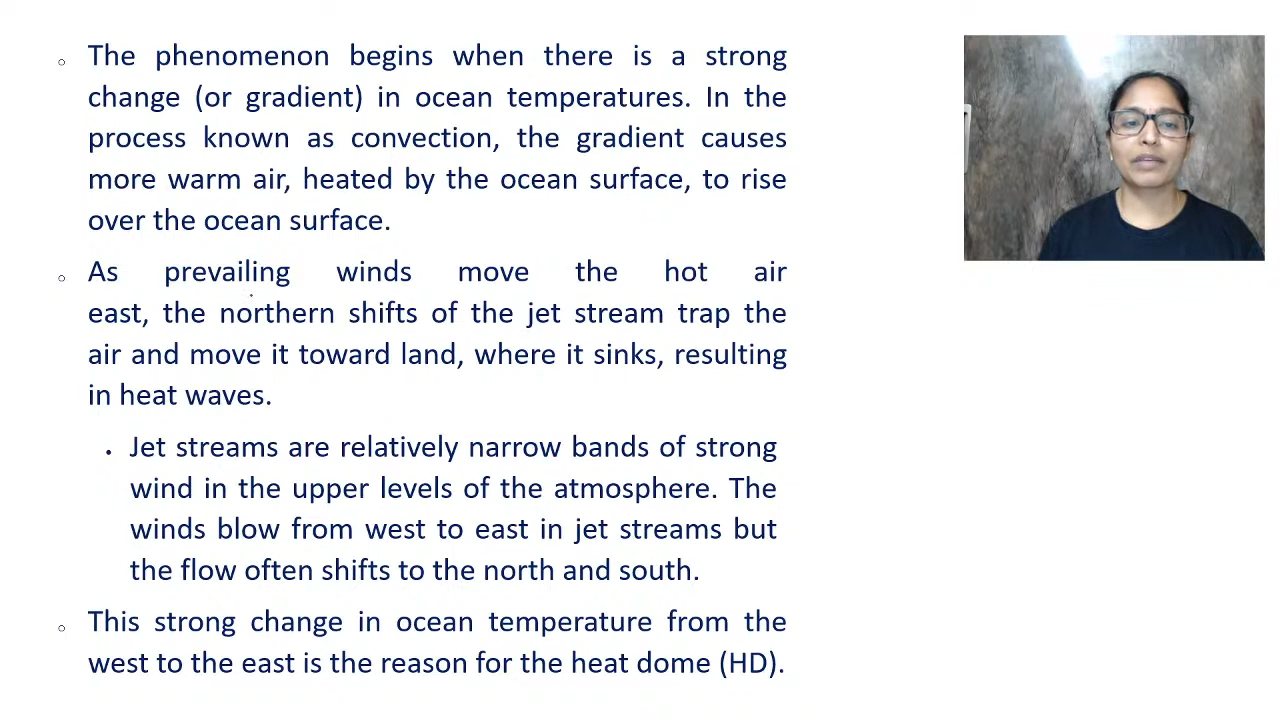 The phenomenon begins when there is a strong
change (or gradient) in ocean temperatures. In the
process known as convection, the gradient causes
more warm air, heated by the ocean surface, to rise
over the ocean surface.
As prevailing winds move the hot air
east, the northern shifts of the jet stream trap the
air and move it toward land, where it sinks, resulting
in heat waves.
Jet streams are relatively narrow bands of strong
wind in the upper levels of the atmosphere. The
winds blow from west to east in jet streams but
the flow often shifts to the north and south.
This strong change in ocean temperature from the
west to the east is the reason for the heat dome (HD).